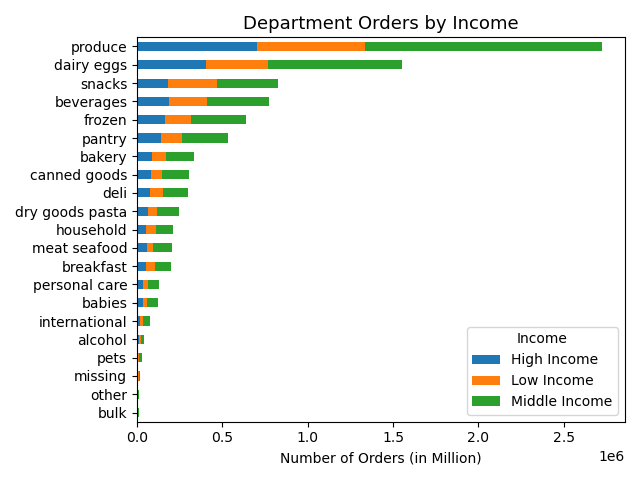 Department Orders by Income
produce
dairy eggs
snacks
beverages
frozen
pantry
bakery
canned goods
deli
dry goods pasta
household
meat seafood
breakfast
personal care
babies
international
alcohol
pets
missing
other
bulk
Income
High Income
Low Income
Middle Income
0.0 0.5 1.0 1.5 2.0 2.5
1e6
Number of Orders (in Million)